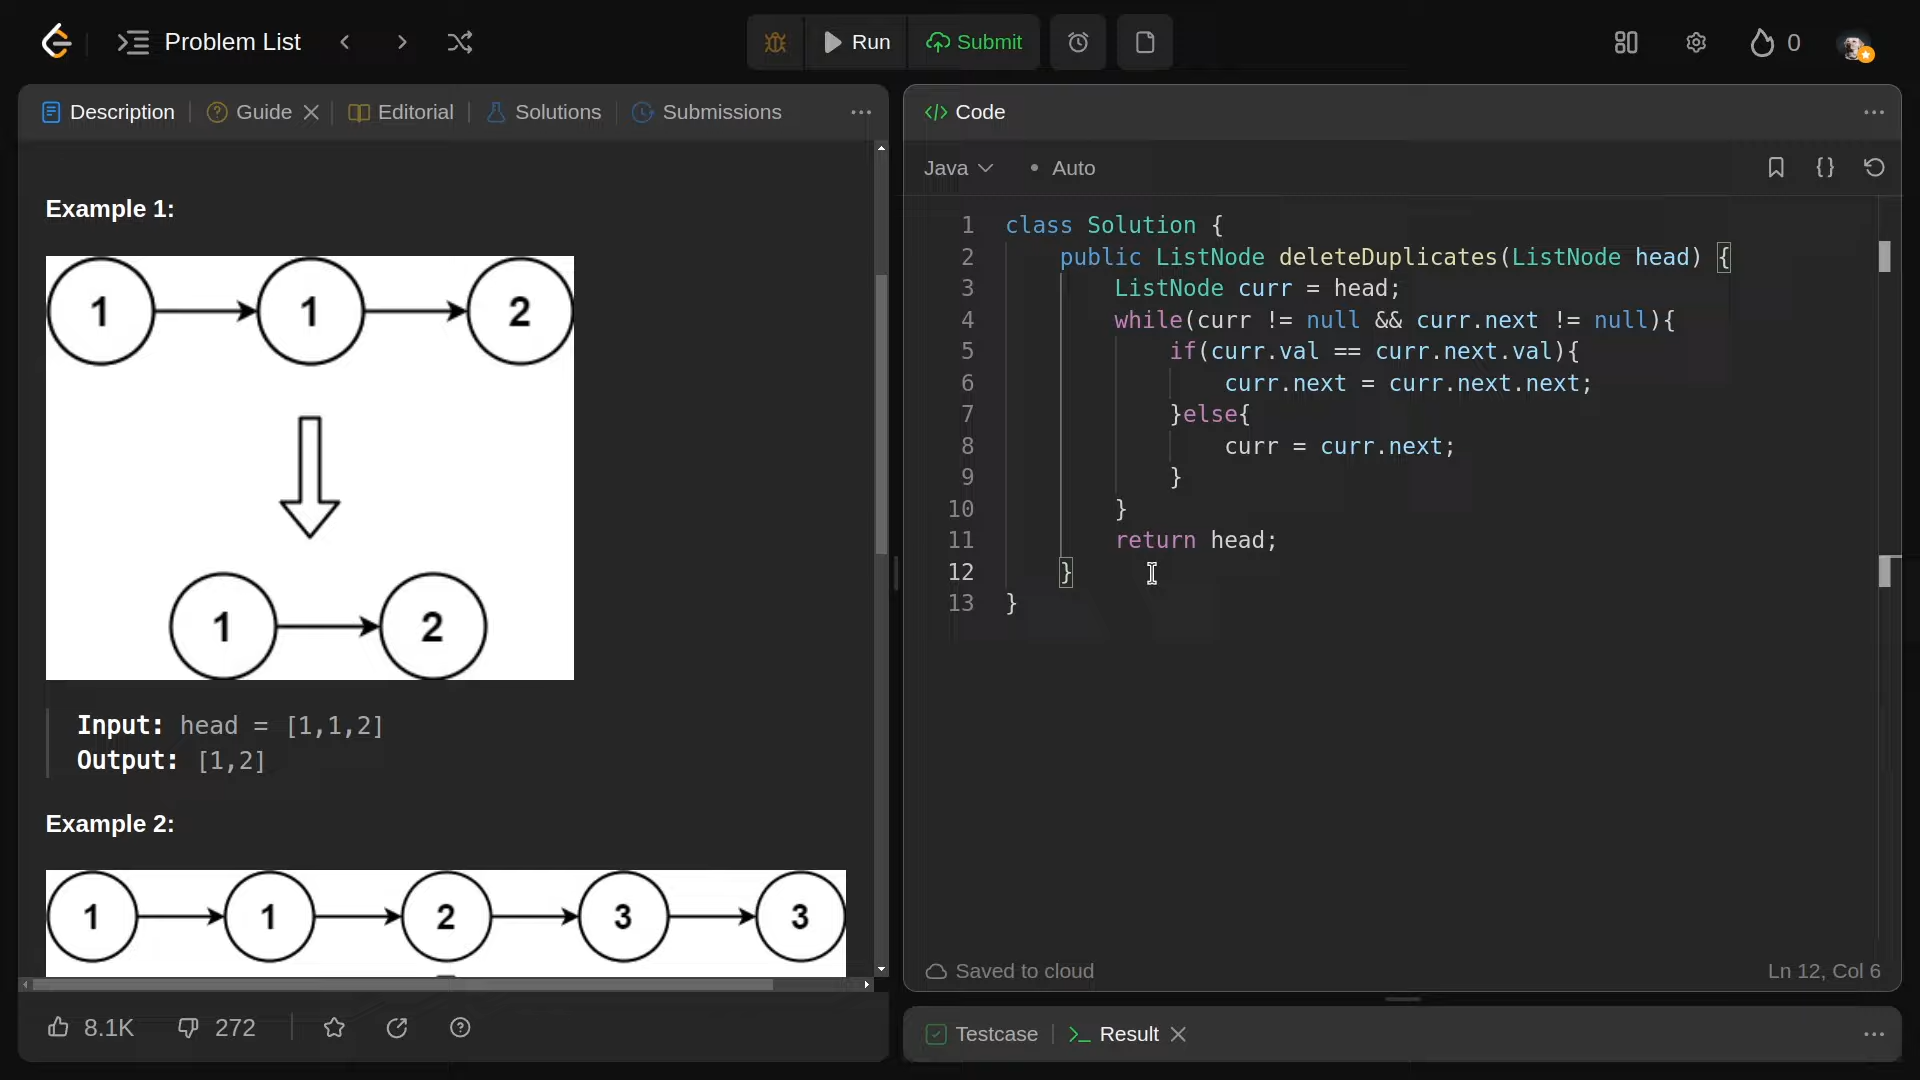 Problem List
Run
Submit
0
Description
Guide
Editorial
Solutions
Submissions
Example 1:
1
1
2
1
2
Input: head = [1,1,2]
Output: [1,2]
Example 2:
1
1
2
3
3
8.1K
272
Code
Java
Auto
1 class Solution {
2 public ListNode deleteDuplicates(ListNode head) {
3 ListNode curr = head;
4 while(curr != null && curr.next != null){
5 if(curr.val == curr.next.val){
6 curr.next = curr.next.next;
7 }else{
8 curr = curr.next;
9 }
10 }
11 return head;
12 }
13 }
Saved to cloud
Ln 12, Col 6
Testcase
Result